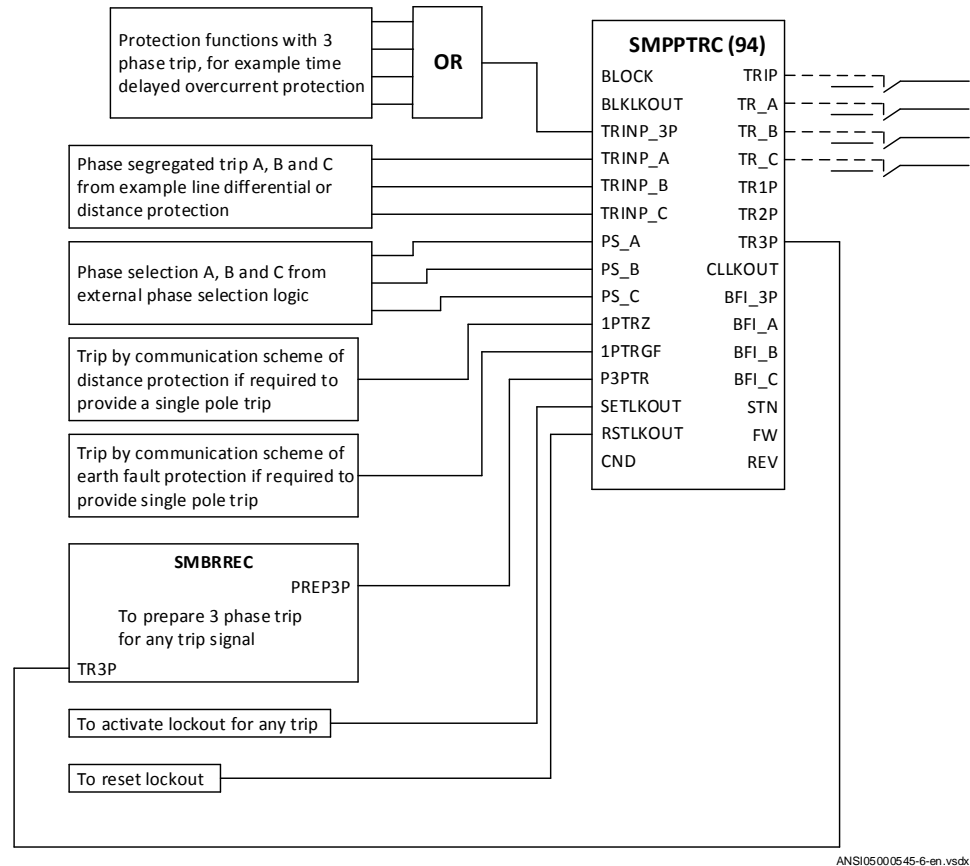 Protection functions with 3
phase trip, for example time
delayed overcurrent protection
OR
Phase segregated trip A, B and C
from example line differential or
distance protection
Phase selection A, B and C from
external phase selection logic
Trip by communication scheme of
distance protection if required to
provide a single pole trip
Trip by communication scheme of
earth fault protection if required to
provide single pole trip
SMBRREC
PREP3P
To prepare 3 phase trip
for any trip signal
TR3P
To activate lockout for any trip
To reset lockout
SMPPTRC (94)
BLOCK TRIP
BLKLKOUT TR_A
TRINP_3P TR_B
TRINP_A TR_C
TRINP_B TR1P
TRINP_C TR2P
PS_A TR3P
PS_B CLLKOUT
PS_C BFI_3P
1PTRZ BFI_A
1PTRGF BFI_B
P3PTR BFI_C
SETLKOUT STN
RSTLKOUT FW
CND REV
ANSI05000545-6-en.vsdx